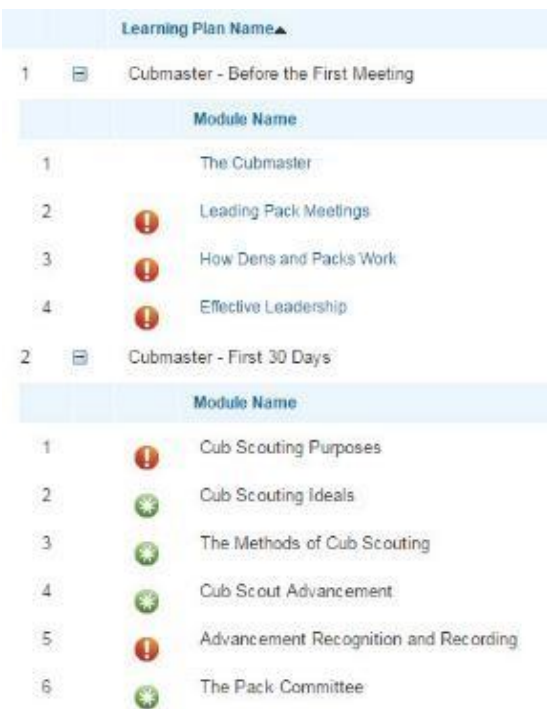 Learning Plan Name
1 Cubmaster - Before the First Meeting
Module Name
1 The Cubmaster
2 Leading Pack Meetings
3 How Dens and Packs Work
4 Effective Leadership
2 Cubmaster - First 30 Days
Module Name
1 Cub Scouting Purposes
2 Cub Scouting Ideals
3 The Methods of Cub Scouting
4 Cub Scout Advancement
5 Advancement Recognition and Recording
6 The Pack Committee